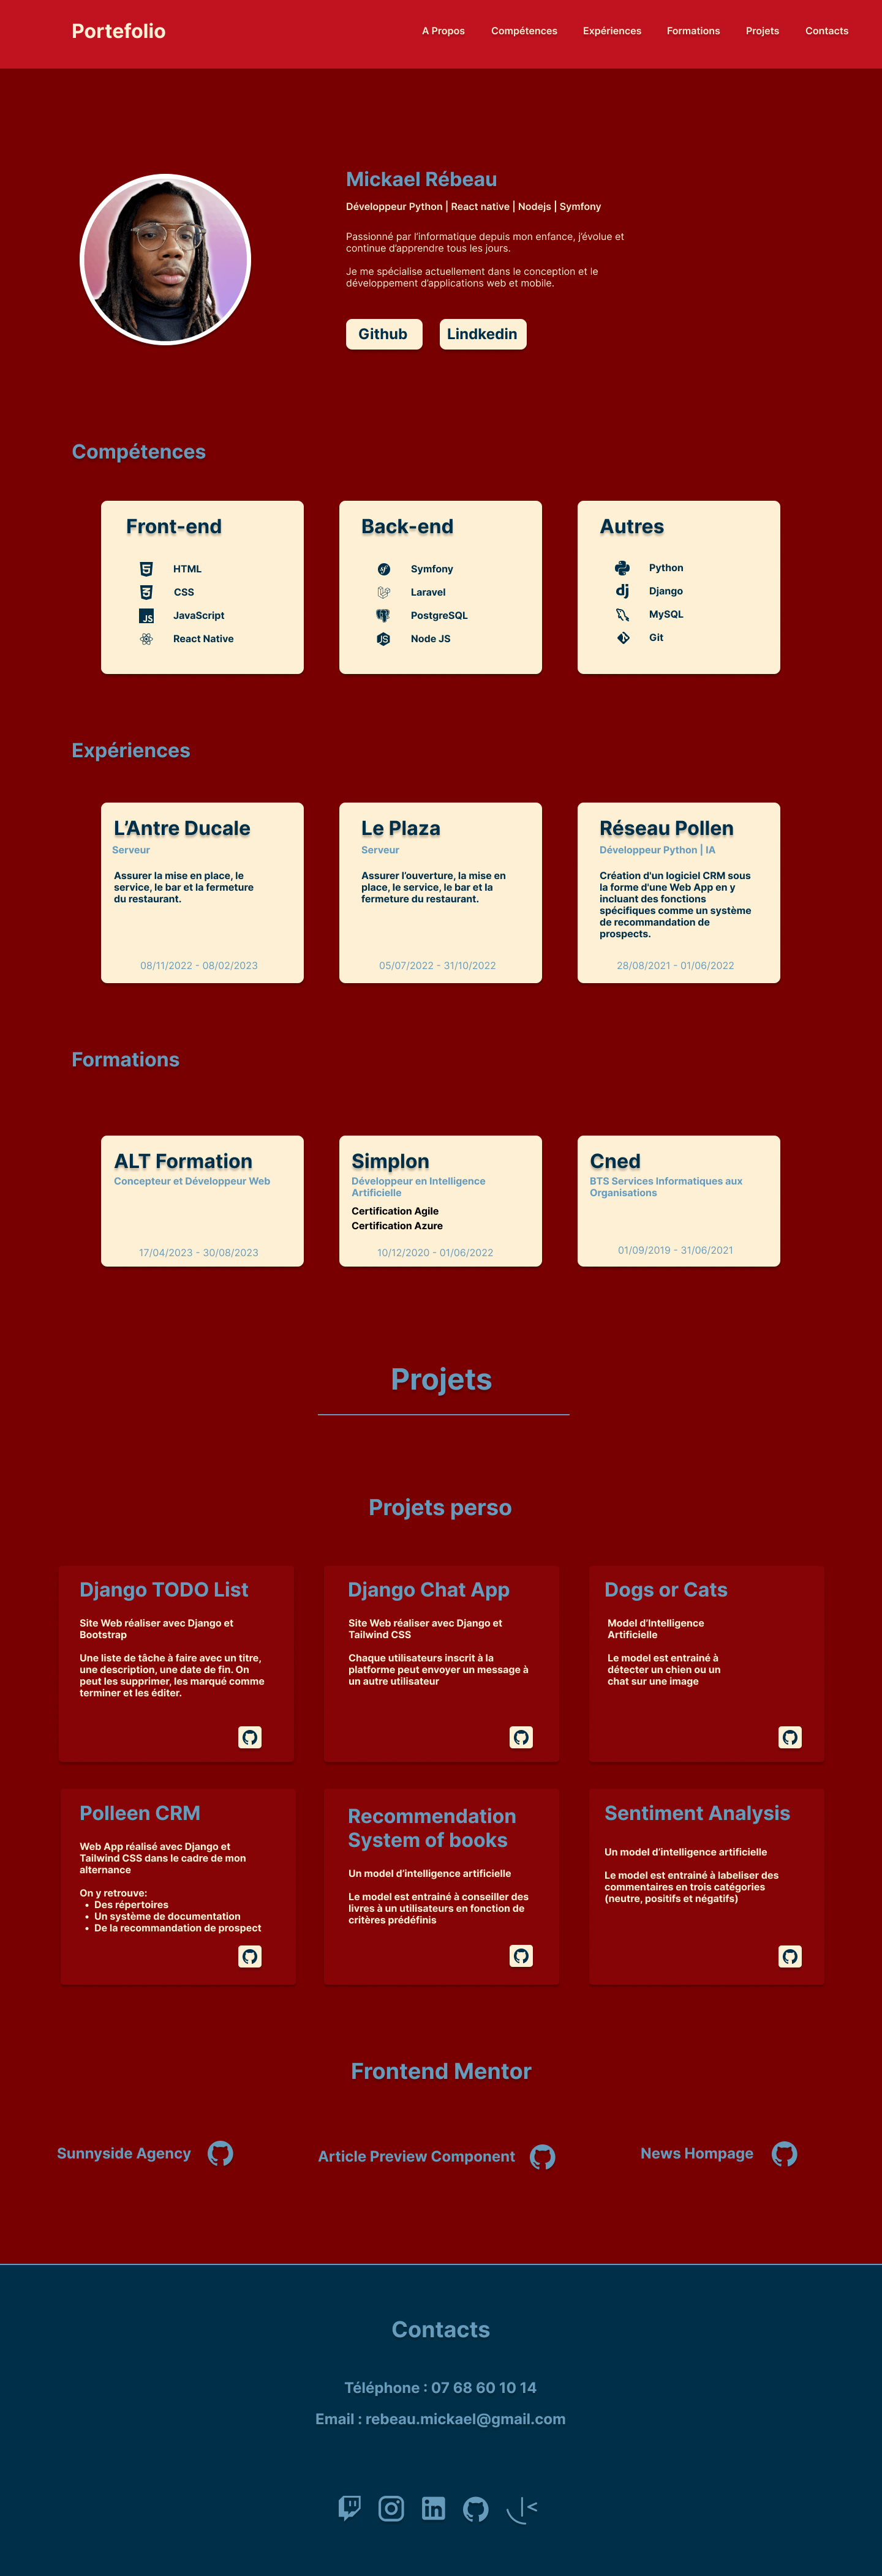 Portefolio
A Propos Compétences Expériences Formations Projets Contacts
Mickael Rébeau
Développeur Python | React native | Nodejs | Symfony
Passionné par l'informatique depuis mon enfance, j'évolue et
continue d'apprendre tous les jours.
Je me spécialise actuellement dans le conception et le
développement d'applications web et mobile.
Github Lindkedin
Compétences
Front-end
HTML
CSS
JS JavaScript
React Native
Back-end
Symfony
Laravel
PostgreSQL
Node JS
Autres
Python
dj Django
MySQL
Git
Expériences
L'Antre Ducale
Serveur
Assurer la mise en place, le
service, le bar et la fermeture
du restaurant.
08/11/2022 - 08/02/2023
Le Plaza
Serveur
Assurer l'ouverture, la mise en
place, le service, le bar et la
fermeture du restaurant.
05/07/2022 - 31/10/2022
Réseau Pollen
Développeur Python | IA
Création d'un logiciel CRM sous
la forme d'une Web App en y
incluant des fonctions
spécifiques comme un système
de recommandation de
prospects.
28/08/2021 - 01/06/2022
Formations
ALT Formation
Concepteur et Développeur Web
17/04/2023 - 30/08/2023
Simplon
Développeur en Intelligence
Artificielle
Certification Agile
Certification Azure
10/12/2020 - 01/06/2022
Cned
BTS Services Informatiques aux
Organisations
01/09/2019 - 31/06/2021
Projets
Projets perso
Django TODO List
Site Web réaliser avec Django et
Bootstrap
Une liste de tâche à faire avec un titre,
une description, une date de fin. On
peut les supprimer, les marqué comme
terminer et les éditer.
Django Chat App
Site Web réaliser avec Django et
Tailwind CSS
Chaque utilisateurs inscrit à la
platforme peut envoyer un message à
un autre utilisateur
Dogs or Cats
Model d'Intelligence
Artificielle
Le model est entrainé à
détecter un chien ou un
chat sur une image
Polleen CRM
Web App réalisé avec Django et
Tailwind CSS dans le cadre de mon
alternance
On y retrouve:
• Des répertoires
• Un système de documentation
• De la recommandation de prospect
Recommendation
System of books
Un model d'intelligence artificielle
Le model est entrainé à conseiller des
livres à un utilisateurs en fonction de
critères prédéfinis
Sentiment Analysis
Un model d'intelligence artificielle
Le model est entrainé à labeliser des
commentaires en trois catégories
(neutre, positifs et négatifs)
Frontend Mentor
Sunnyside Agency
Article Preview Component
News Hompage
Contacts
Téléphone : 07 68 60 10 14
Email : rebeau.mickael@gmail.com